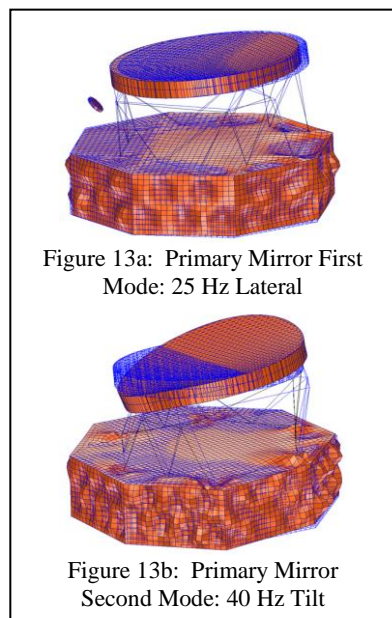 Figure 13a: Primary Mirror First
Mode: 25 Hz Lateral
Figure 13b: Primary Mirror
Second Mode: 40 Hz Tilt